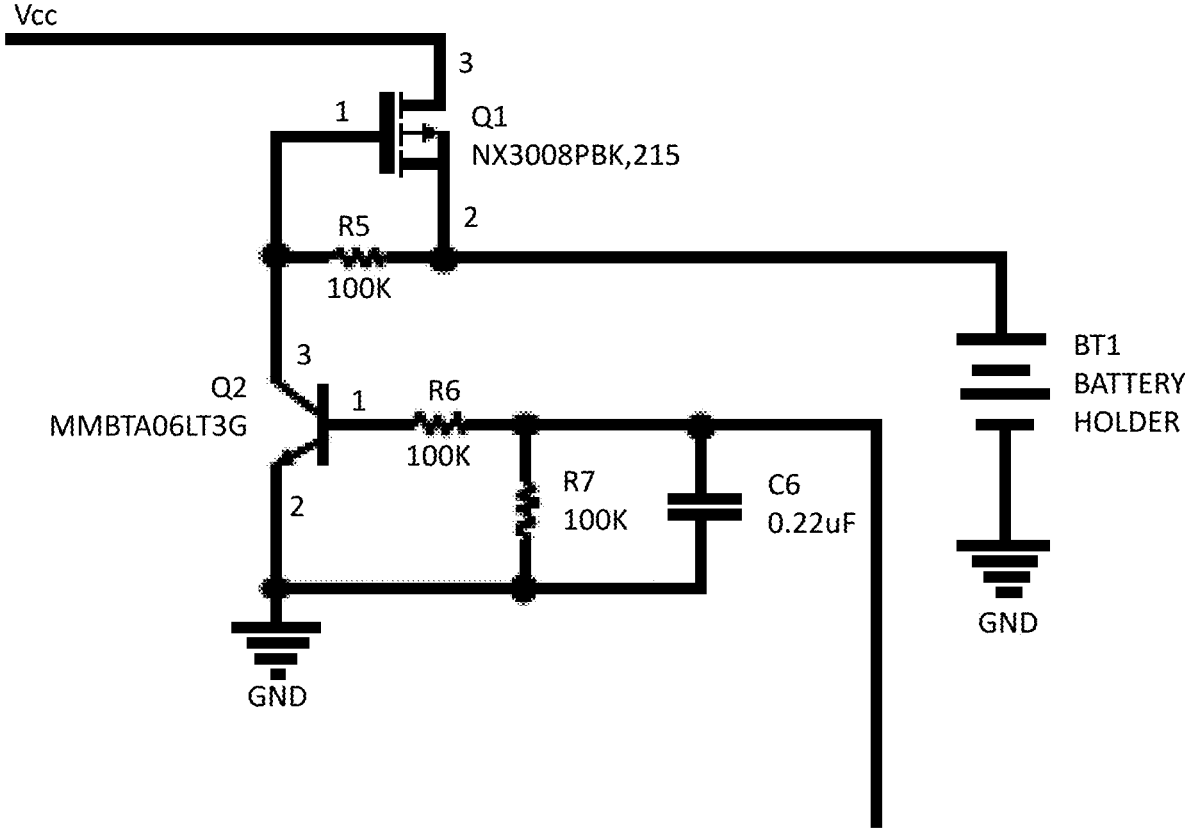 Vcc
3
1
Q1
NX3008PBK,215
2
R5
100K
3
Q2
MMBTA06LT3G
1
R6
100K
2
R7
100K
C6
0.22uF
BT1
BATTERY
HOLDER
GND
GND